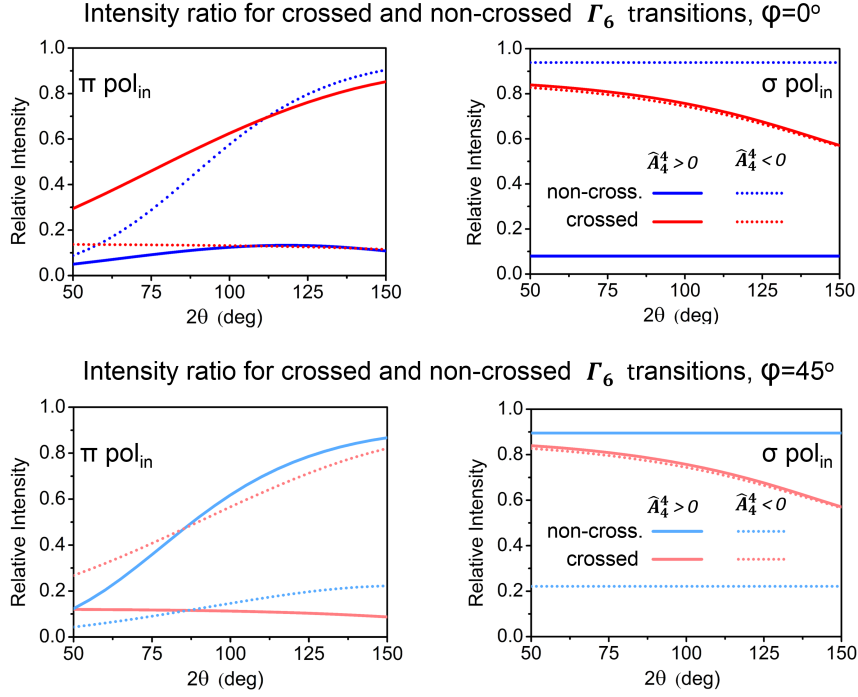 Intensity ratio for crossed and non-crossed Γ₆ transitions, φ=0°
π pol_in
Relative Intensity
1.0
0.8
0.6
0.4
0.2
0.0
50 75 100 125 150
2θ (deg)
σ pol_in
Relative Intensity
1.0
0.8
0.6
0.4
0.2
0.0
Â₄⁴ > 0 Â₄⁴ < 0
non-cross.
crossed
50 75 100 125 150
2θ (deg)
Intensity ratio for crossed and non-crossed Γ₆ transitions, φ=45°
π pol_in
Relative Intensity
1.0
0.8
0.6
0.4
0.2
0.0
50 75 100 125 150
2θ (deg)
σ pol_in
Relative Intensity
1.0
0.8
0.6
0.4
0.2
0.0
Â₄⁴ > 0 Â₄⁴ < 0
non-cross.
crossed
50 75 100 125 150
2θ (deg)